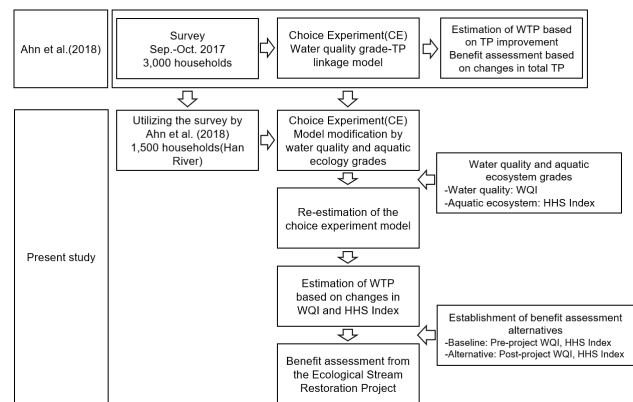 Ahn et al.(2018)
Survey
Sep.-Oct. 2017
3,000 households
Choice Experiment(CE)
Water quality grade-TP
linkage model
Estimation of WTP based
on TP improvement
Benefit assessment based
on changes in total TP
Present study
Utilizing the survey by
Ahn et al. (2018)
1,500 households(Han
River)
Choice Experiment(CE)
Model modification by
water quality and aquatic
ecology grades
Water quality and aquatic
ecosystem grades
-Water quality: WQI
-Aquatic ecosystem: HHS Index
Re-estimation of the
choice experiment model
Estimation of WTP
based on changes in
WQI and HHS Index
Establishment of benefit assessment
alternatives
-Baseline: Pre-project WQI, HHS Index
-Alternative: Post-project WQI, HHS Index
Benefit assessment from
the Ecological Stream
Restoration Project